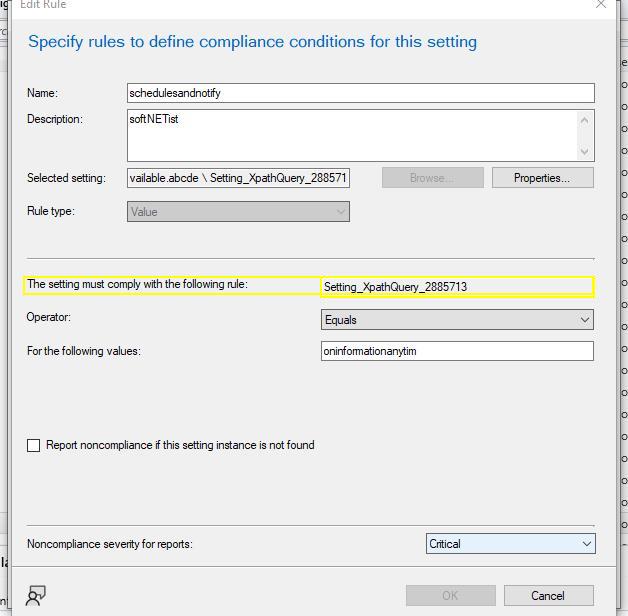 Edit Rule
Specify rules to define compliance conditions for this setting
Name: schedulesandnotify
Description: softNETist
Selected setting: vailable.abcde \ Setting_XpathQuery_288571 Browse... Properties...
Rule type: Value
The setting must comply with the following rule: Setting_XpathQuery_2885713
Operator: Equals
For the following values: oninformationanytim
Report noncompliance if this setting instance is not found
Noncompliance severity for reports: Critical
OK Cancel